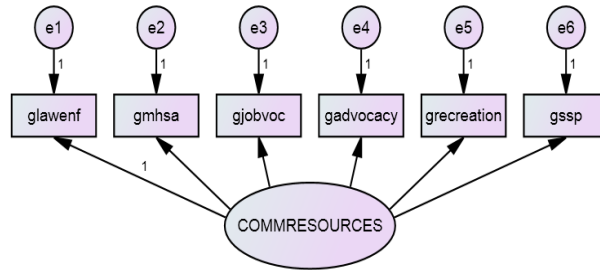 e1 e2 e3 e4 e5 e6
1 1 1 1 1 1
glawenf gmhsa gjobvoc gadvocacy grecreation gssp
1
COMMRESOURCES